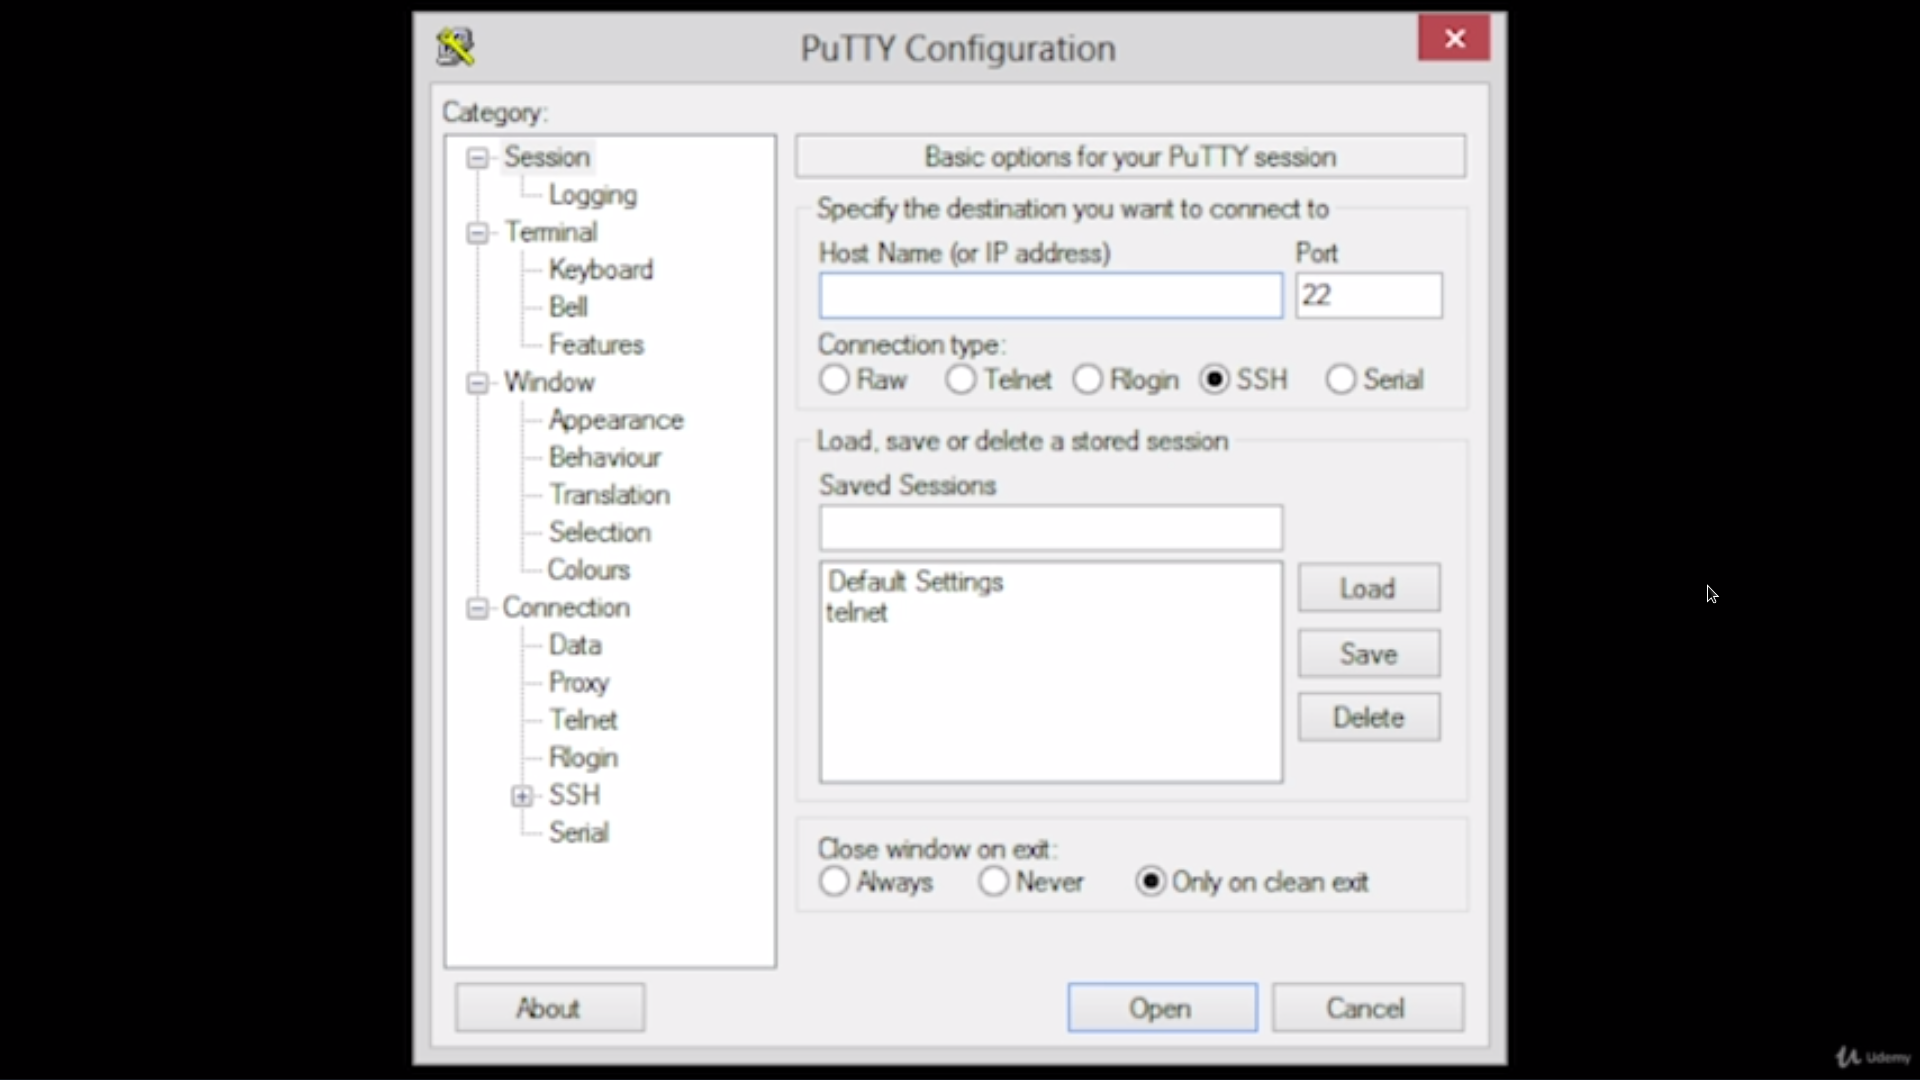 PuTTY Configuration
Category:
Session
Logging
Terminal
Keyboard
Bell
Features
Window
Appearance
Behaviour
Translation
Selection
Colours
Connection
Data
Proxy
Telnet
Rlogin
SSH
Serial
Basic options for your PuTTY session
Specify the destination you want to connect to
Host Name (or IP address) Port
22
Connection type:
Raw Telnet Rlogin SSH Serial
Load, save or delete a stored session
Saved Sessions
Default Settings
telnet
Load
Save
Delete
Close window on exit:
Always Never Only on clean exit
About Open Cancel
Udemy